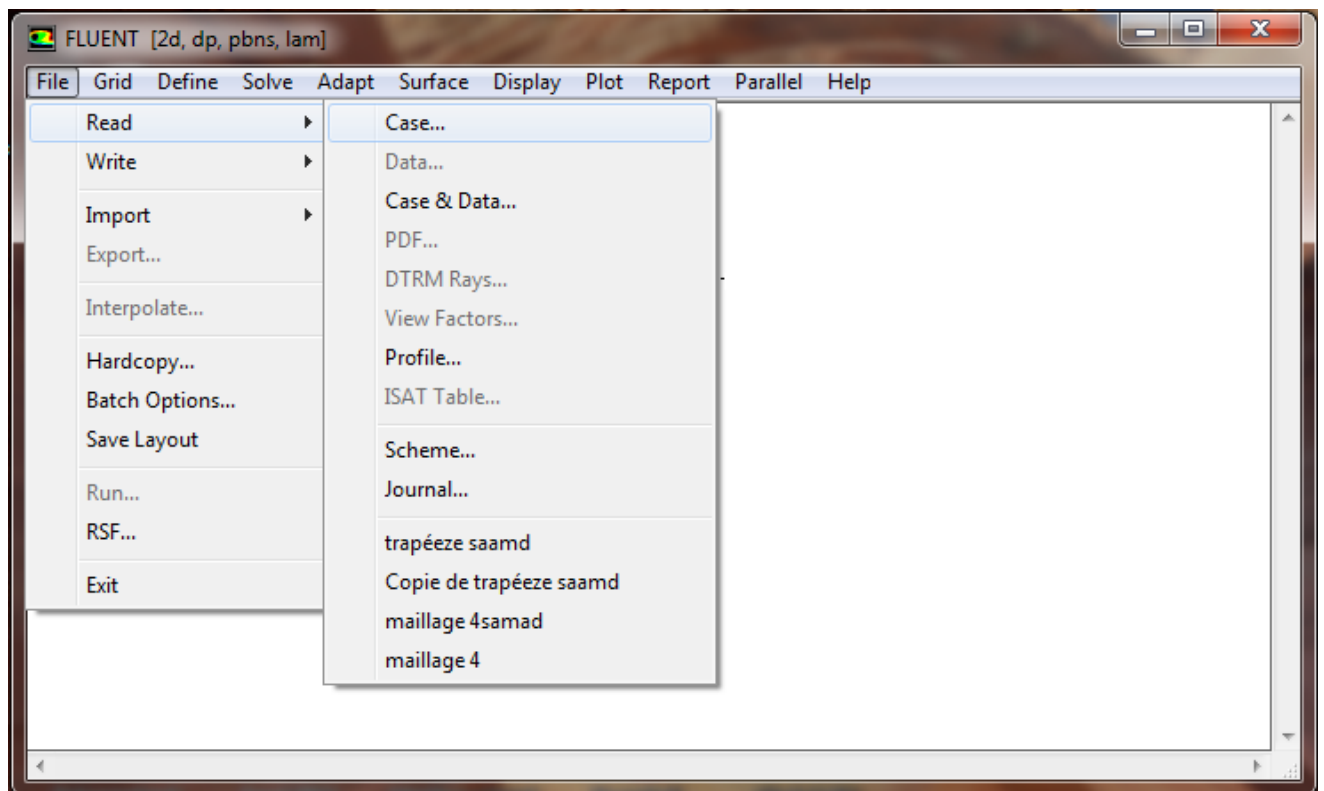 FLUENT [2d, dp, pbns, lam]
File Grid Define Solve Adapt Surface Display Plot Report Parallel Help
Read
Write
Import
Export...
Interpolate...
Hardcopy...
Batch Options...
Save Layout
Run...
RSF...
Exit
Case...
Data...
Case & Data...
PDF...
DTRM Rays...
View Factors...
Profile...
ISAT Table...
Scheme...
Journal...
trapéeze saamd
Copie de trapéeze saamd
maillage 4samad
maillage 4